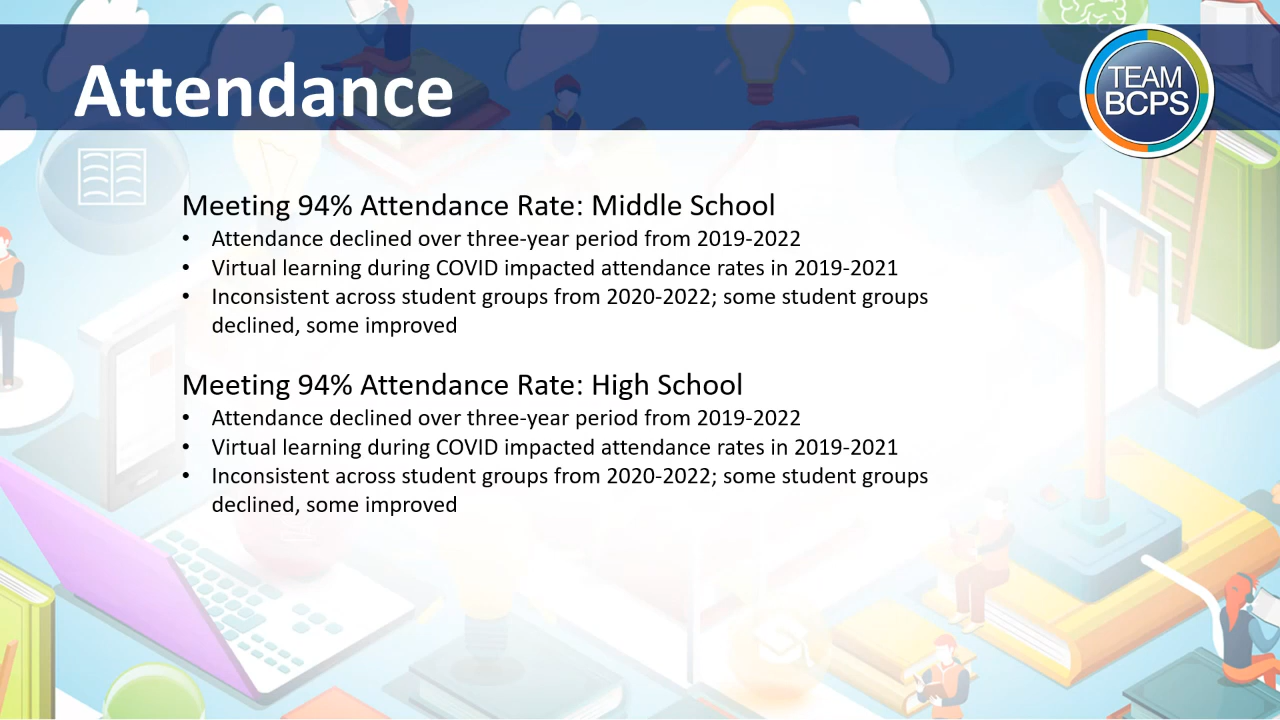 Attendance
TEAM
BCPS
Meeting 94% Attendance Rate: Middle School
• Attendance declined over three-year period from 2019-2022
• Virtual learning during COVID impacted attendance rates in 2019-2021
• Inconsistent across student groups from 2020-2022; some student groups
declined, some improved
Meeting 94% Attendance Rate: High School
• Attendance declined over three-year period from 2019-2022
• Virtual learning during COVID impacted attendance rates in 2019-2021
• Inconsistent across student groups from 2020-2022; some student groups
declined, some improved